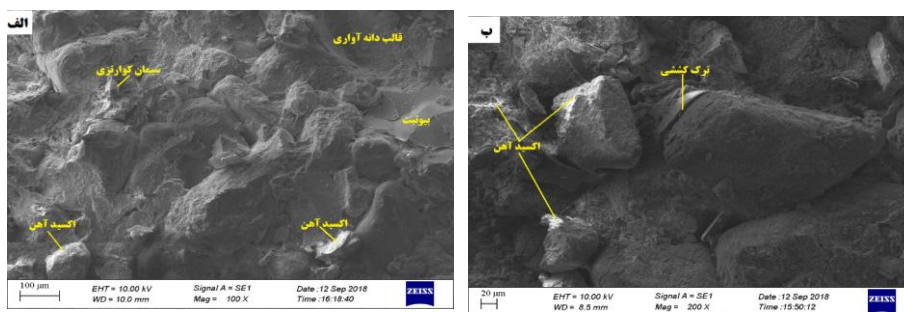 الف
قالب دانه آواری
سیمان کوارتزی
بیوتیت
اکسید آهن
اکسید آهن
100 µm
EHT = 10.00 kV
WD = 10.0 mm
Signal A = SE1
Mag = 100 X
Date :12 Sep 2018
Time :16:18:40
ZEISS
ب
ترک کششی
اکسید آهن
20 µm
EHT = 10.00 kV
WD = 8.5 mm
Signal A = SE1
Mag = 200 X
Date :12 Sep 2018
Time :15:50:12
ZEISS